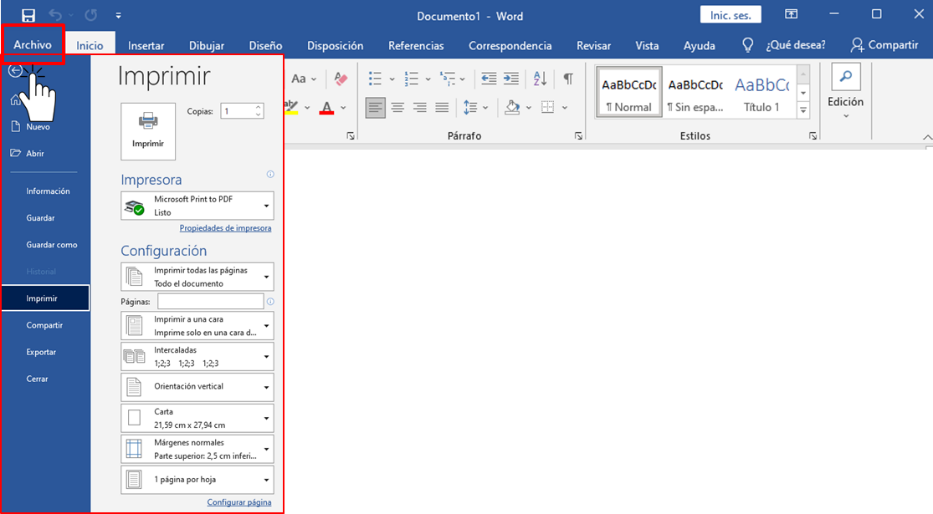 Documento1 - Word
Inic. ses.
Archivo Inicio Insertar Dibujar Diseño Disposición Referencias Correspondencia Revisar Vista Ayuda ¿Qué desea? Compartir
Nuevo
Abrir
Información
Guardar
Guardar como
Historial
Imprimir
Compartir
Exportar
Cerrar
Imprimir
Copias: 1
Imprimir
Impresora
Microsoft Print to PDF
Listo
Propiedades de impresora
Configuración
Imprimir todas las páginas
Todo el documento
Páginas:
Imprimir a una cara
Imprime solo en una cara d...
Intercaladas
1;2;3 1;2;3 1;2;3
Orientación vertical
Carta
21,59 cm x 27,94 cm
Márgenes normales
Parte superior: 2,5 cm inferi...
1 página por hoja
Configurar página
Aa
A
Párrafo
AaBbCcDc AaBbCcDc AaBbCc
¶ Normal ¶ Sin espa... Título 1
Estilos
Edición